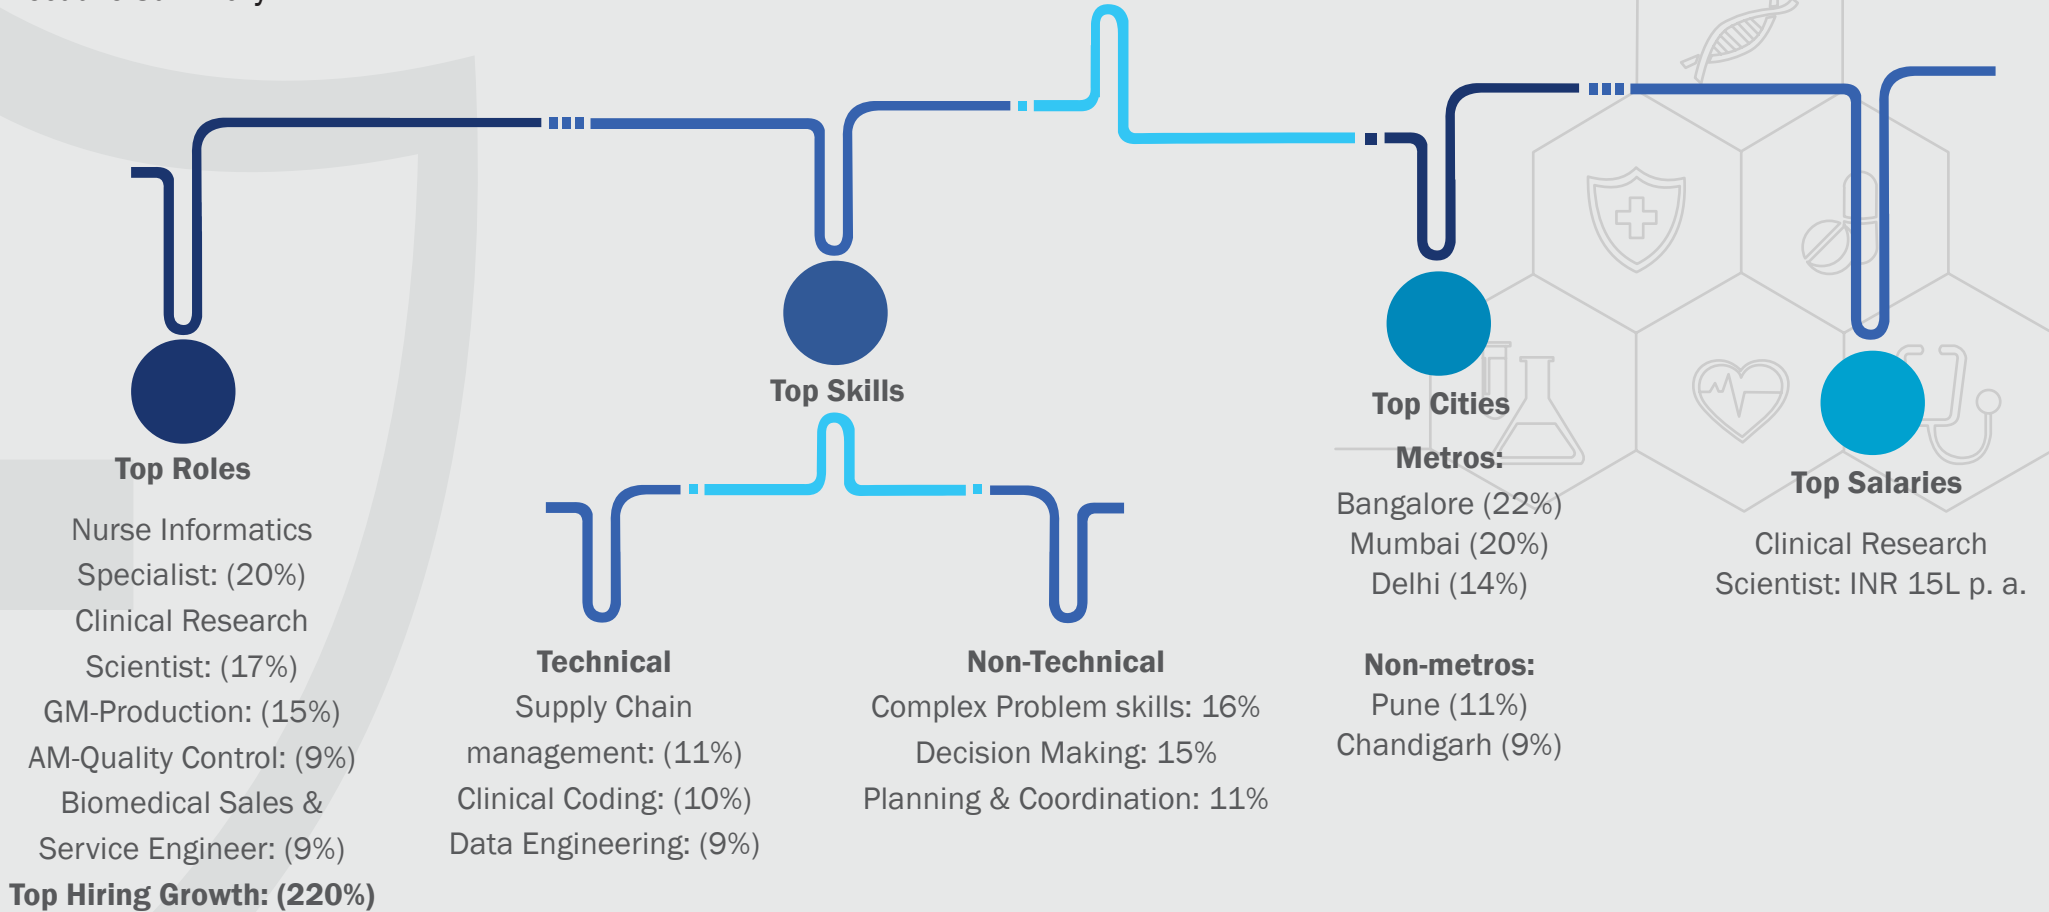 Top Roles
Nurse Informatics
Specialist: (20%)
Clinical Research
Scientist: (17%)
GM-Production: (15%)
AM-Quality Control: (9%)
Biomedical Sales &
Service Engineer: (9%)
Top Hiring Growth: (220%)
Top Skills
Technical
Supply Chain
management: (11%)
Clinical Coding: (10%)
Data Engineering: (9%)
Non-Technical
Complex Problem skills: 16%
Decision Making: 15%
Planning & Coordination: 11%
Top Cities
Metros:
Bangalore (22%)
Mumbai (20%)
Delhi (14%)
Non-metros:
Pune (11%)
Chandigarh (9%)
Top Salaries
Clinical Research
Scientist: INR 15L p. a.